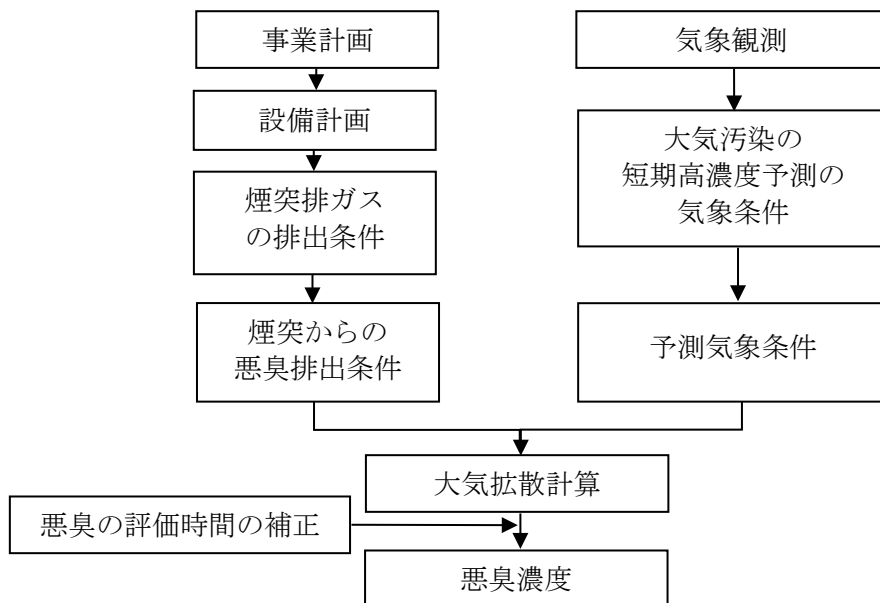 事業計画
気象観測
設備計画
大気汚染の
短期高濃度予測の
気象条件
煙突排ガス
の排出条件
煙突からの
悪臭排出条件
予測気象条件
大気拡散計算
悪臭の評価時間の補正
悪臭濃度